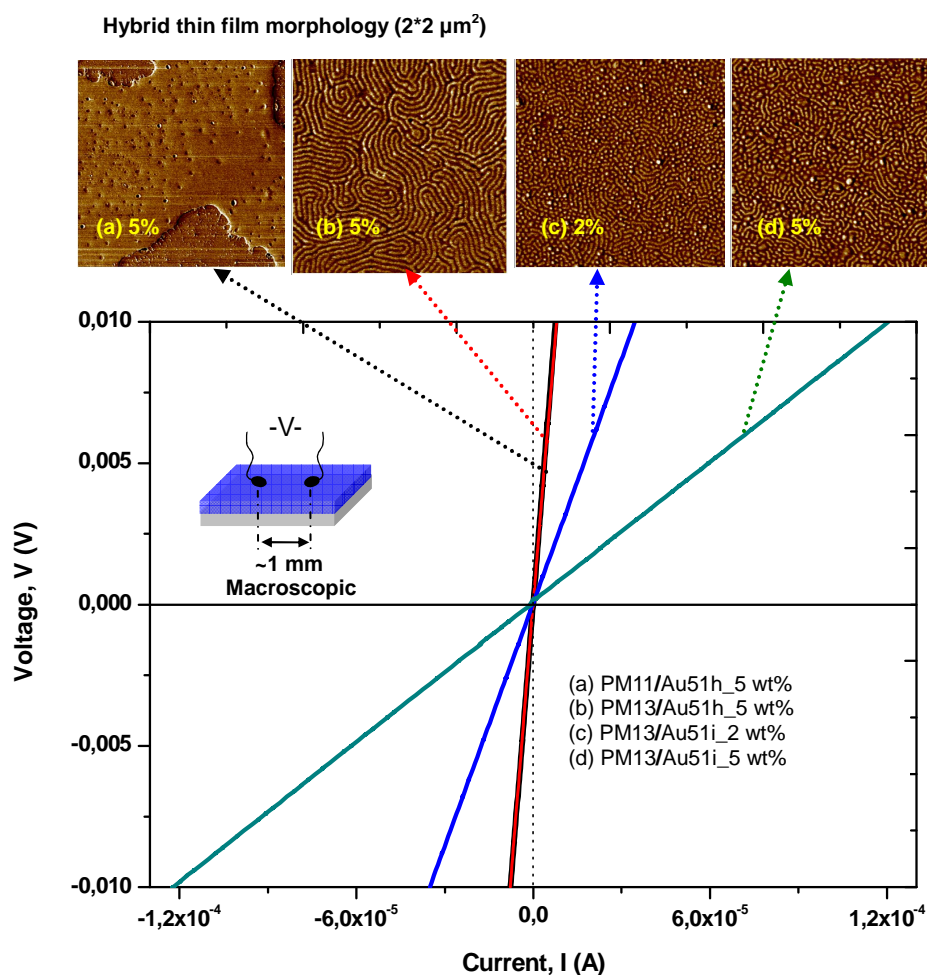 Hybrid thin film morphology (2*2 µm²)
(a) 5%
(b) 5%
(c) 2%
(d) 5%
0,010
0,005
0,000
-0,005
-0,010
Voltage, V (V)
-V-
~1 mm
Macroscopic
(a) PM11/Au51h_5 wt%
(b) PM13/Au51h_5 wt%
(c) PM13/Au51i_2 wt%
(d) PM13/Au51i_5 wt%
-1,2x10⁻⁴
-6,0x10⁻⁵
0,0
6,0x10⁻⁵
1,2x10⁻⁴
Current, I (A)